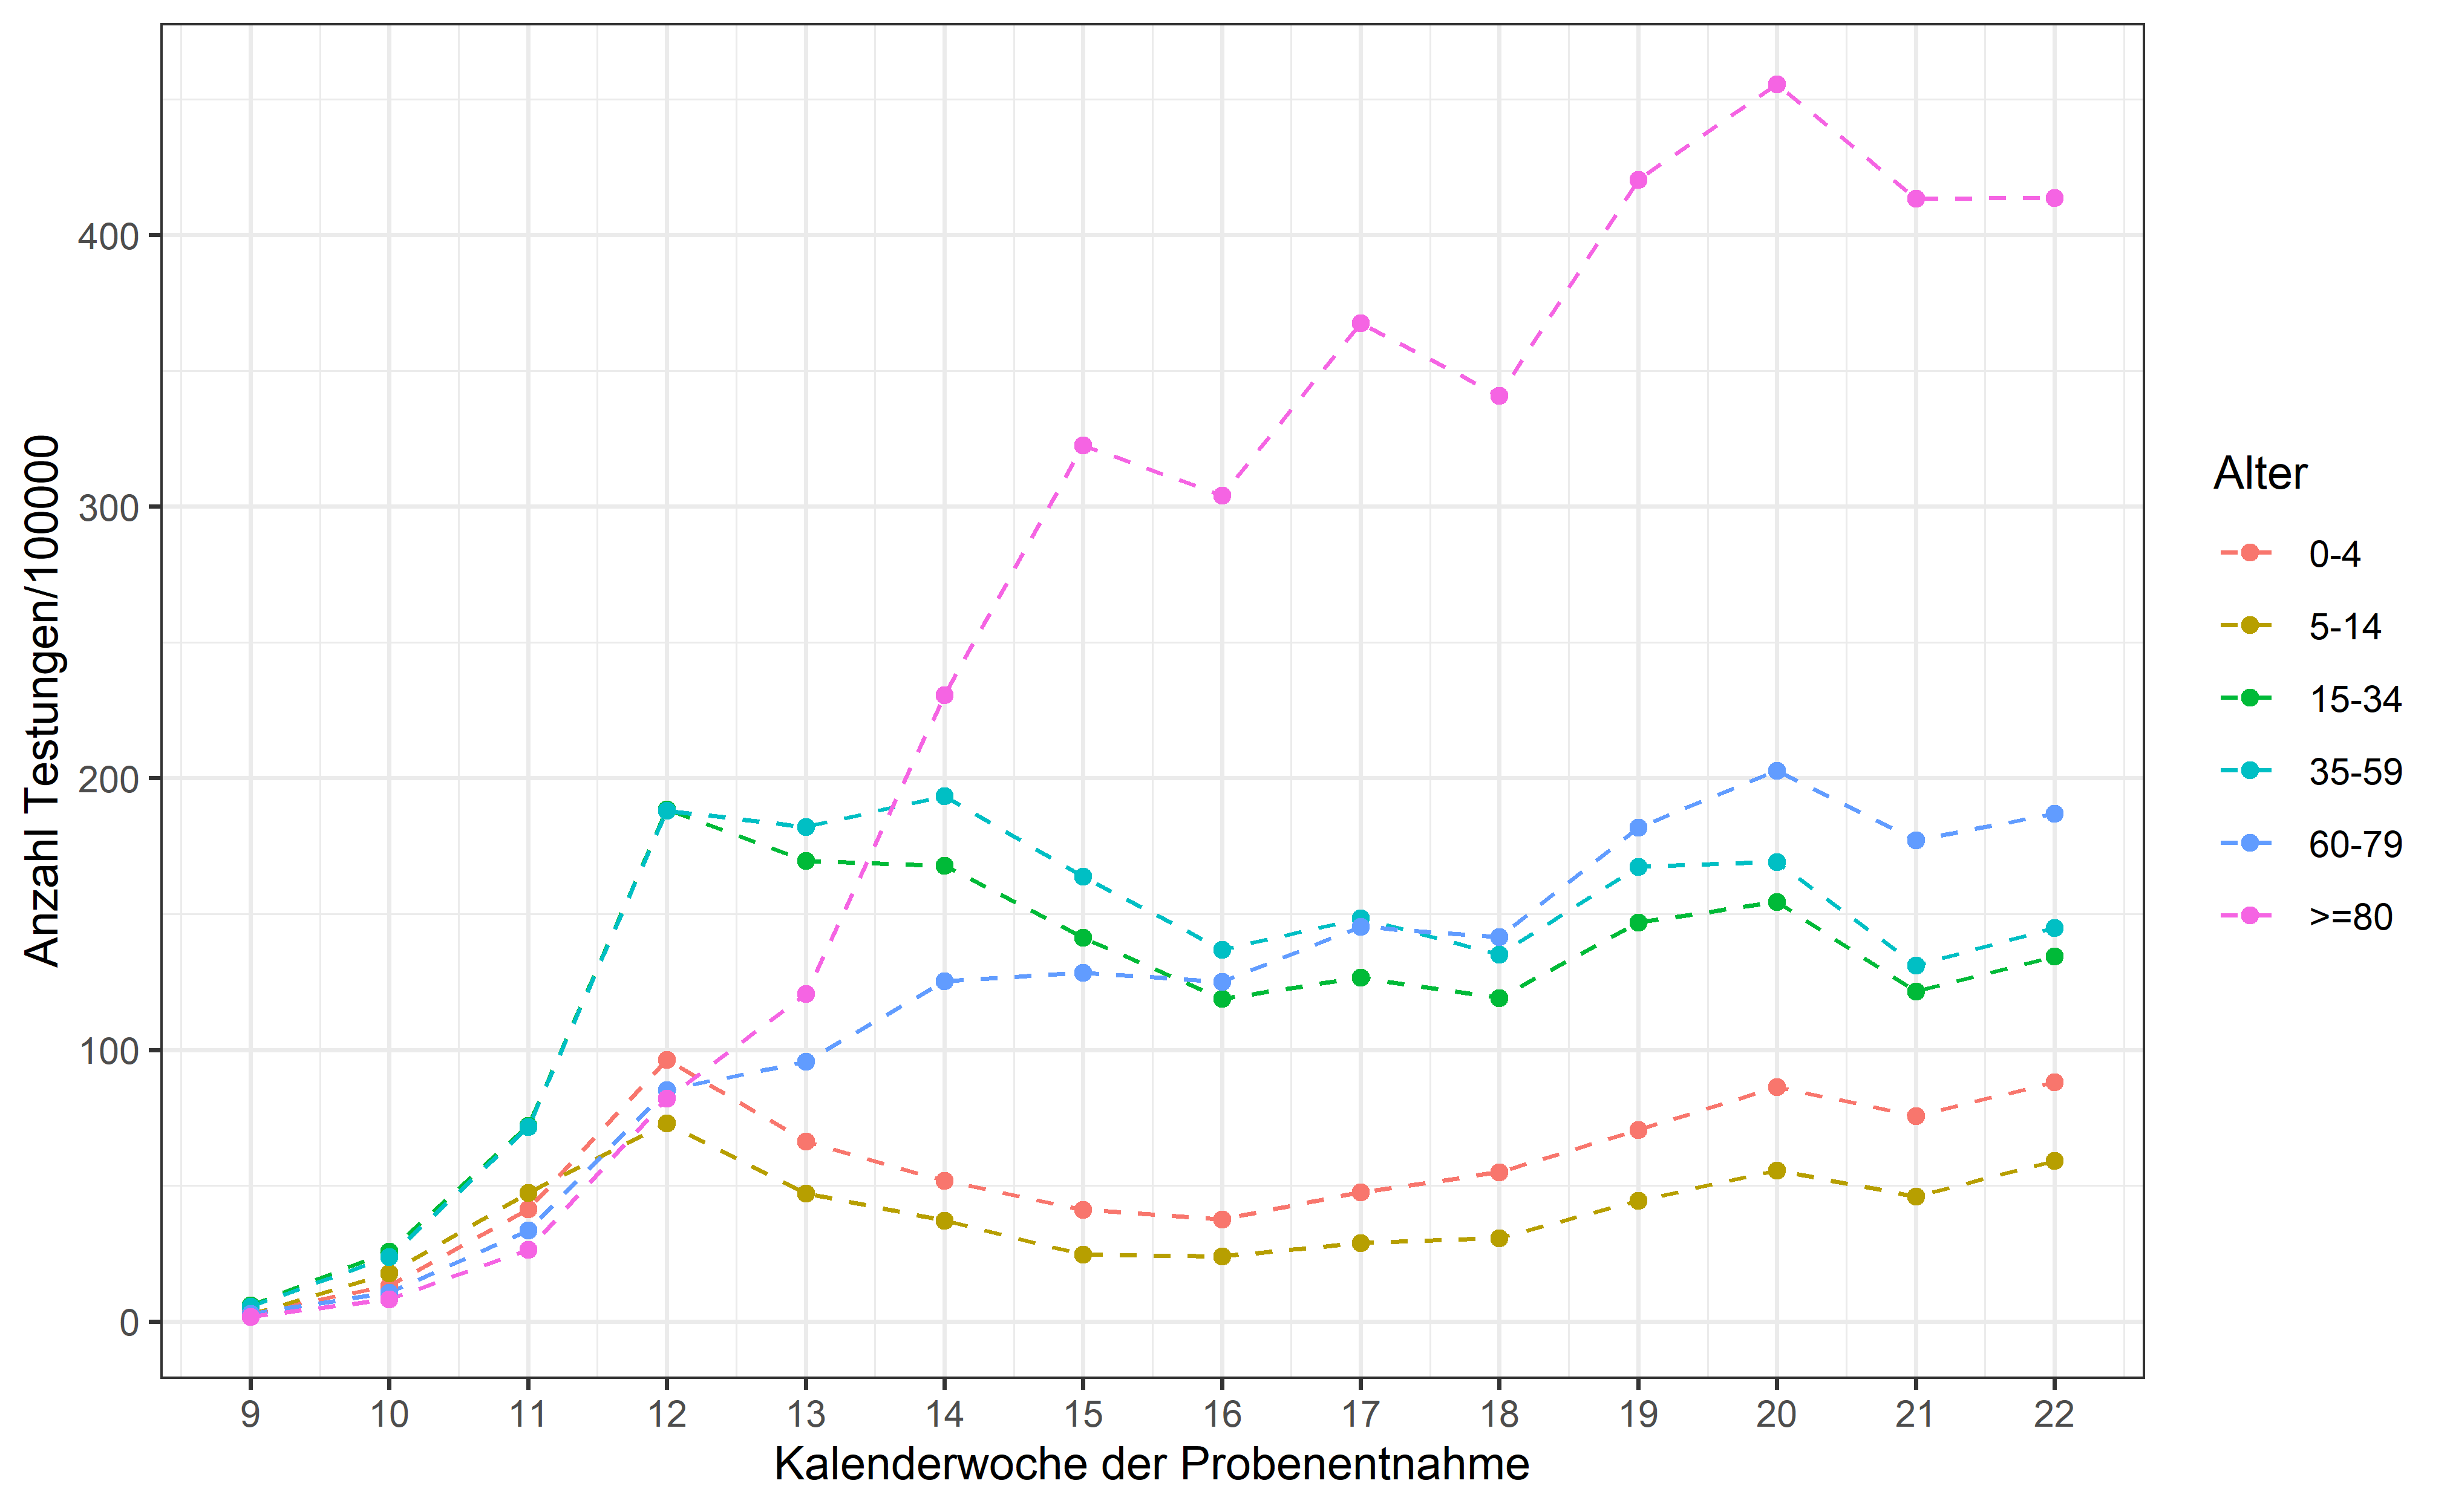 Anzahl Testungen/100000
400
300
200
100
0
9 10 11 12 13 14 15 16 17 18 19 20 21 22
Kalenderwoche der Probenentnahme
Alter
0-4
5-14
15-34
35-59
60-79
>=80